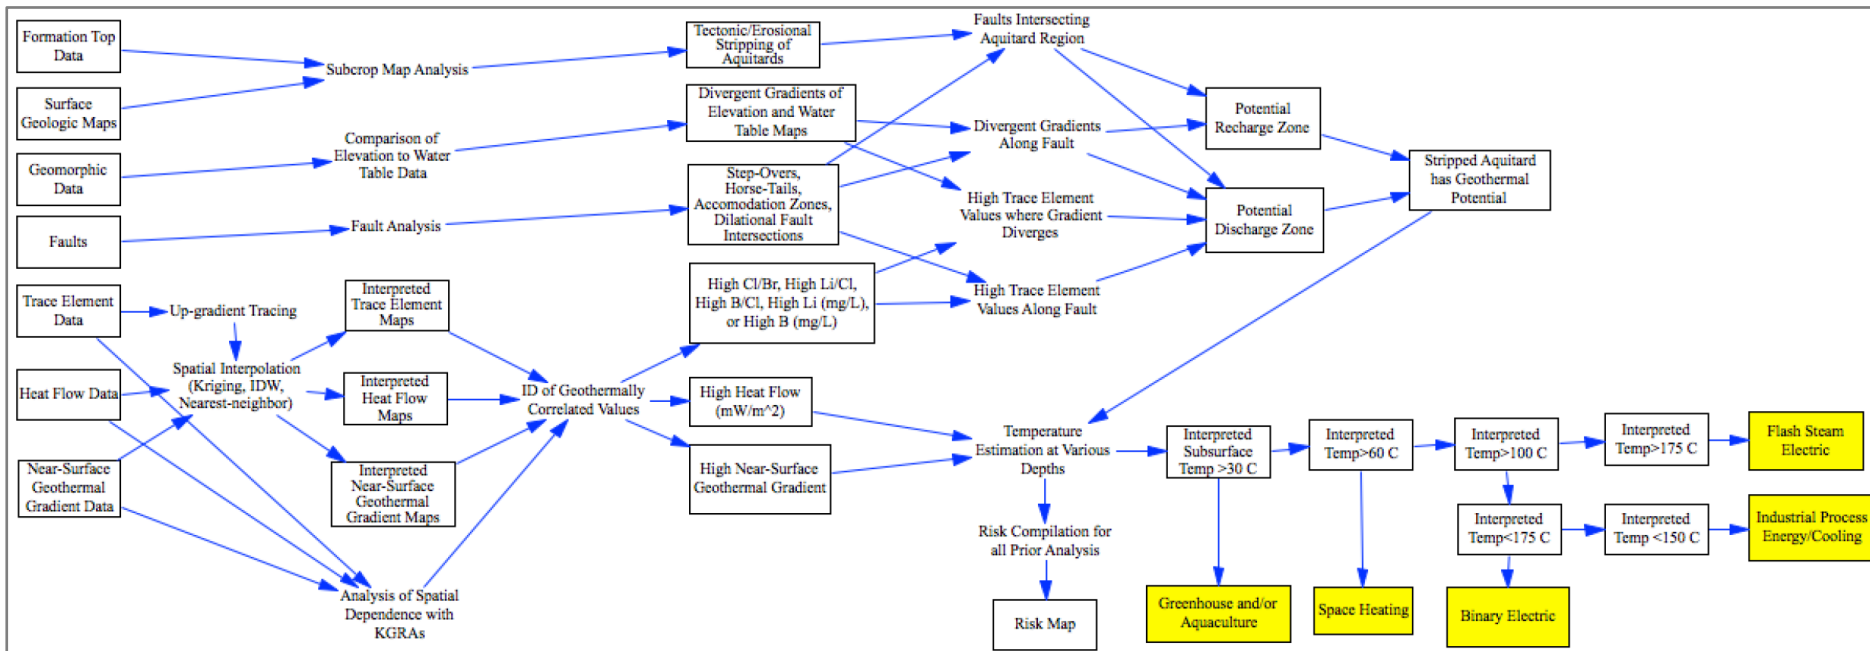 Formation Top
Data
Surface
Geologic Maps
Geomorphic
Data
Faults
Trace Element
Data
Heat Flow Data
Near-Surface
Geothermal
Gradient Data
Subcrop Map Analysis
Comparison of
Elevation to Water
Table Data
Fault Analysis
Up-gradient Tracing
Spatial Interpolation
(Kriging, IDW,
Nearest-neighbor)
Interpreted
Trace Element
Maps
Interpreted
Heat Flow
Maps
Interpreted
Near-Surface
Geothermal
Gradient Maps
Analysis of Spatial
Dependence with
KGRAs
ID of Geothermally
Correlated Values
Tectonic/Erosional
Stripping of
Aquitards
Divergent Gradients of
Elevation and Water
Table Maps
Step-Overs,
Horse-Tails,
Accomodation Zones,
Dilational Fault
Intersections
High Cl/Br, High Li/Cl,
High B/Cl, High Li (mg/L),
or High B (mg/L)
High Heat Flow
(mW/m^2)
High Near-Surface
Geothermal Gradient
Faults Intersecting
Aquitard Region
Divergent Gradients
Along Fault
High Trace Element
Values where Gradient
Diverges
High Trace Element
Values Along Fault
Potential
Recharge Zone
Potential
Discharge Zone
Stripped Aquitard
has Geothermal
Potential
Temperature
Estimation at Various
Depths
Risk Compilation for
all Prior Analysis
Risk Map
Interpreted
Subsurface
Temp >30 C
Interpreted
Temp>60 C
Interpreted
Temp>100 C
Interpreted
Temp>175 C
Flash Steam
Electric
Interpreted
Temp<175 C
Interpreted
Temp <150 C
Industrial Process
Energy/Cooling
Greenhouse and/or
Aquaculture
Space Heating
Binary Electric